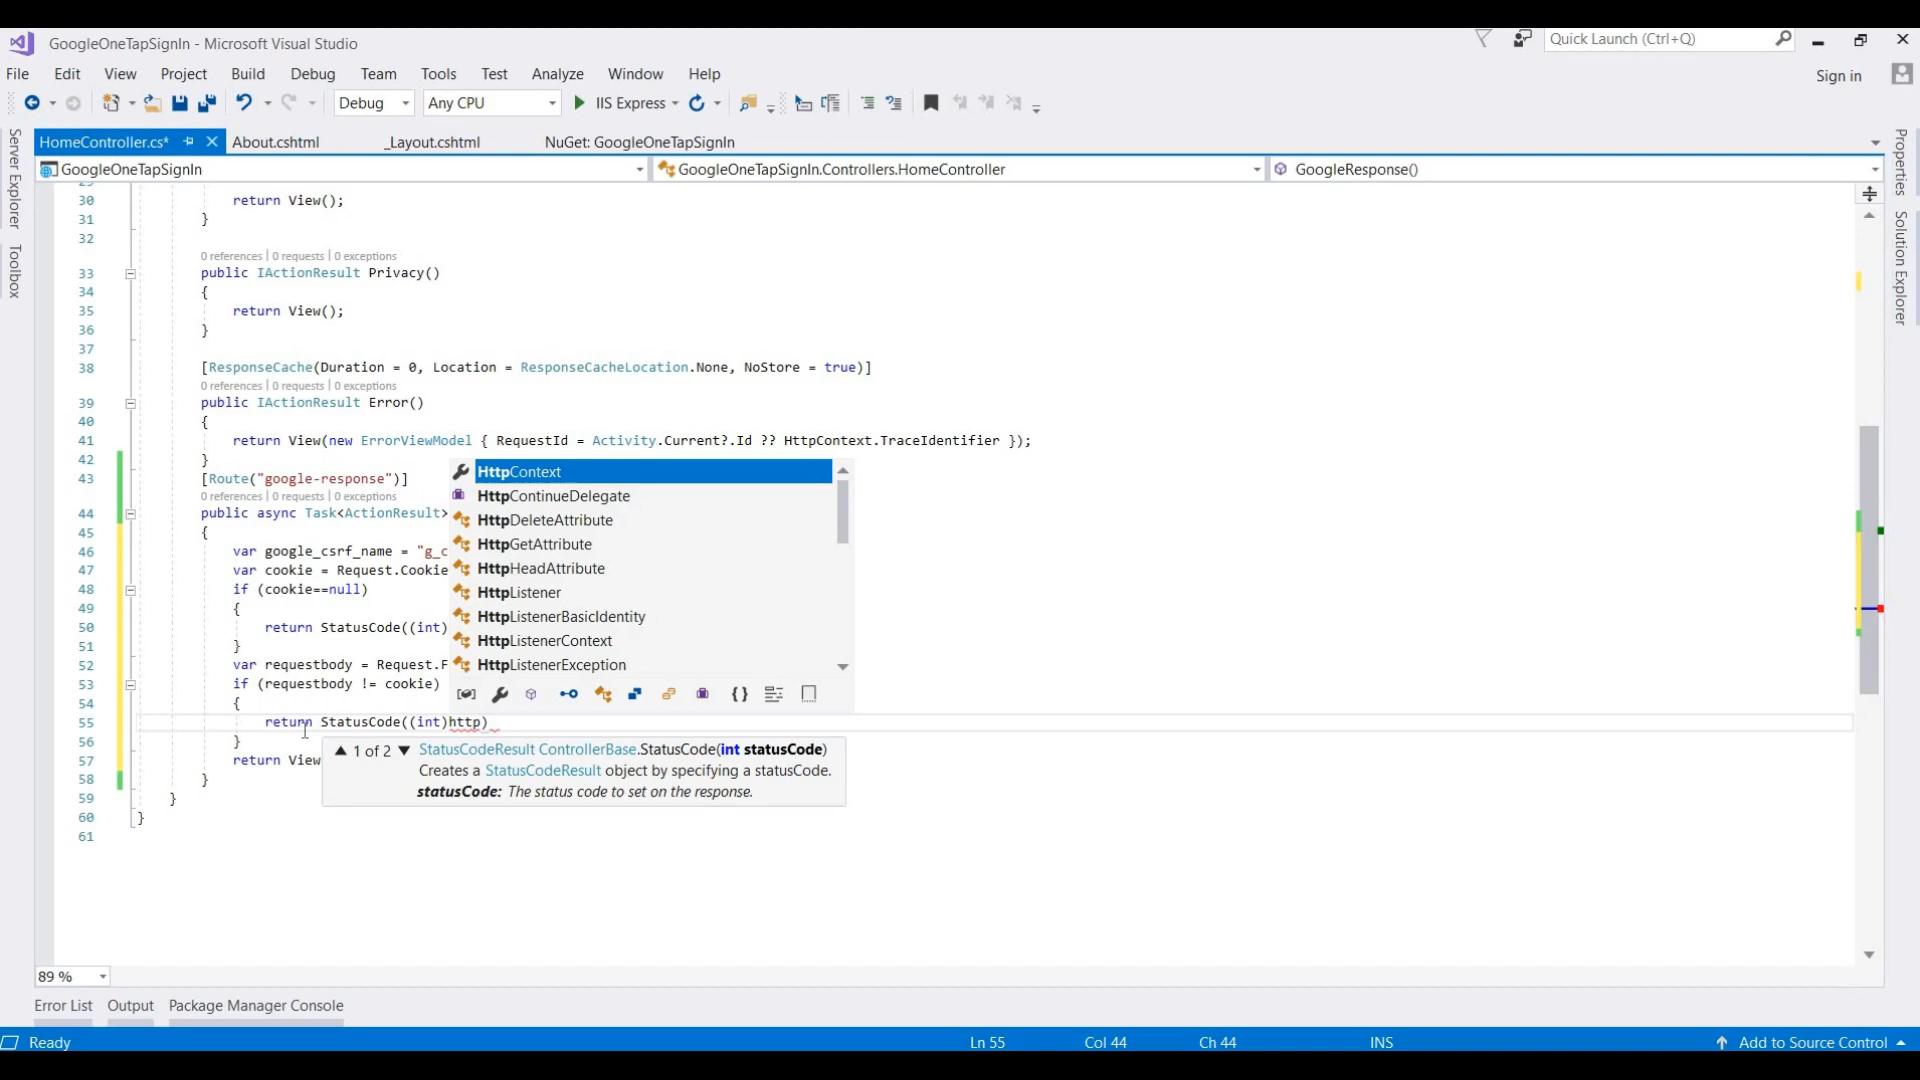 GoogleOneTapSignIn - Microsoft Visual Studio
Quick Launch (Ctrl+Q)
File Edit View Project Build Debug Team Tools Test Analyze Window Help
Sign in
Debug Any CPU IIS Express
HomeController.cs* About.cshtml _Layout.cshtml NuGet: GoogleOneTapSignIn
GoogleOneTapSignIn GoogleOneTapSignIn.Controllers.HomeController GoogleResponse()
Server Explorer
Toolbox
Properties
Solution Explorer
29
30 return View();
31 }
32
0 references | 0 requests | 0 exceptions
33 public IActionResult Privacy()
34 {
35 return View();
36 }
37
38 [ResponseCache(Duration = 0, Location = ResponseCacheLocation.None, NoStore = true)]
0 references | 0 requests | 0 exceptions
39 public IActionResult Error()
40 {
41 return View(new ErrorViewModel { RequestId = Activity.Current?.Id ?? HttpContext.TraceIdentifier });
42 }
43 [Route("google-response")]
0 references | 0 requests | 0 exceptions
44 public async Task<ActionResult>
45 {
46 var google_csrf_name = "g_c
47 var cookie = Request.Cookie
48 if (cookie==null)
49 {
50 return StatusCode((int)
51 }
52 var requestbody = Request.F
53 if (requestbody != cookie)
54 {
55 return StatusCode((int)http)
56 }
57 return View
58 }
59 }
60 }
61
HttpContext
HttpContinueDelegate
HttpDeleteAttribute
HttpGetAttribute
HttpHeadAttribute
HttpListener
HttpListenerBasicIdentity
HttpListenerContext
HttpListenerException
1 of 2 StatusCodeResult ControllerBase.StatusCode(int statusCode)
Creates a StatusCodeResult object by specifying a statusCode.
statusCode: The status code to set on the response.
89 %
Error List Output Package Manager Console
Ready Ln 55 Col 44 Ch 44 INS Add to Source Control